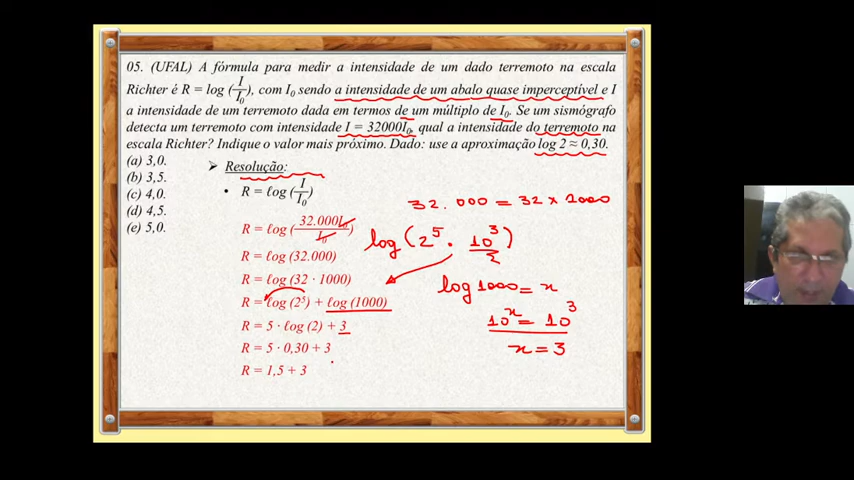 05. (UFAL) A fórmula para medir a intensidade de um dado terremoto na escala
Richter é R = log (I/I₀), com I₀ sendo a intensidade de um abalo quase imperceptível e I
a intensidade de um terremoto dada em termos de um múltiplo de I₀. Se um sismógrafo
detecta um terremoto com intensidade I = 32000I₀, qual a intensidade do terremoto na
escala Richter? Indique o valor mais próximo. Dado: use a aproximação log 2 ≈ 0,30.
(a) 3,0.
(b) 3,5.
(c) 4,0.
(d) 4,5.
(e) 5,0.
➢ Resolução:
• R = ℓog (I/I₀)
R = ℓog (32.000I₀/I₀)
R = ℓog (32.000)
R = ℓog (32 · 1000)
R = ℓog (2⁵) + ℓog (1000)
R = 5 · ℓog (2) + 3
R = 5 · 0,30 + 3
R = 1,5 + 3
32.000 = 32 x 1000
log (2⁵ · 10³)
log 1000 = x
10ˣ = 10³
x = 3